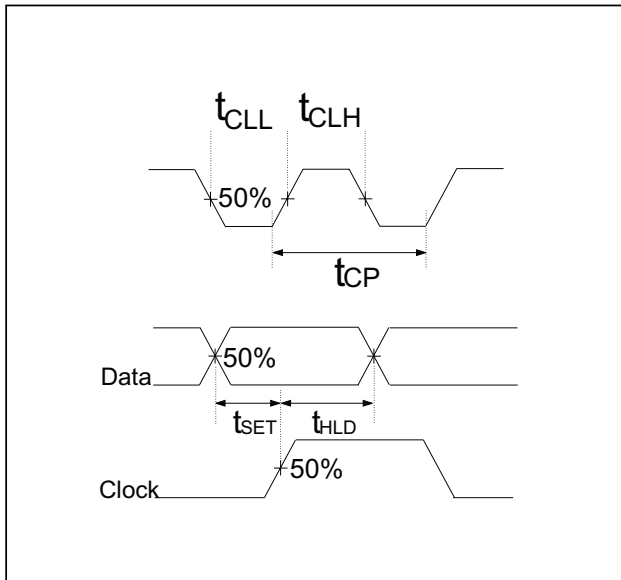 tCLL tCLH
50%
tCP
50%
Data
tSET tHLD
50%
Clock